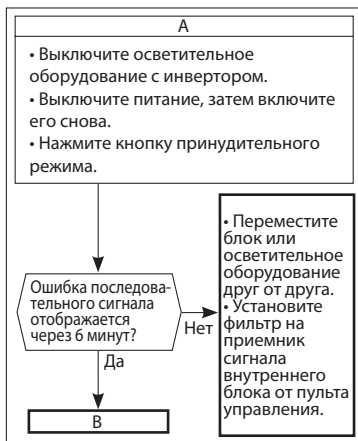 A
• Выключите осветительное
оборудование с инвертором.
• Выключите питание, затем включите
его снова.
• Нажмите кнопку принудительного
режима.
Ошибка последова-
тельного сигнала
отображается
через 6 минут?
Нет
Да
• Переместите
блок или
осветительное
оборудование
друг от друга.
• Установите
фильтр на
приемник
сигнала
внутреннего
блока от пульта
управления.
B